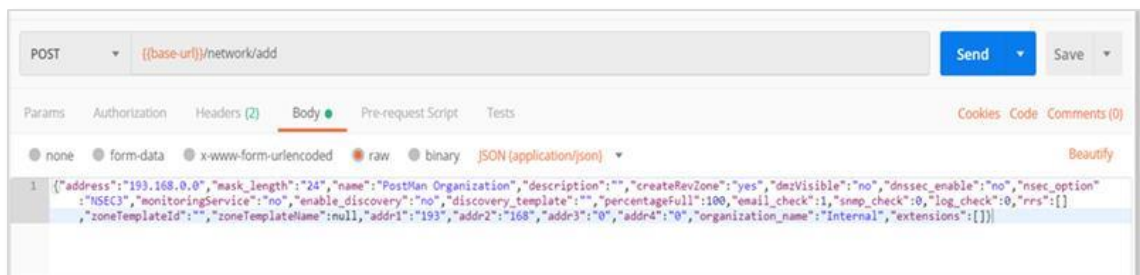 POST {{base-url}}/network/add Send Save
Params Authorization Headers (2) Body Pre-request Script Tests Cookies Code Comments (0)
none form-data x-www-form-urlencoded raw binary JSON (application/json) Beautify
1 {"address":"193.168.0.0","mask_length":"24","name":"PostMan Organization","description":"","createRevZone":"yes","dmzVisible":"no","dnssec_enable":"no","nsec_option"
:"NSEC3","monitoringService":"no","enable_discovery":"no","discovery_template":"","percentageFull":100,"email_check":1,"snmp_check":0,"log_check":0,"rrs":[]
,"zoneTemplateId":"","zoneTemplateName":null,"addr1":"193","addr2":"168","addr3":"0","addr4":"0","organization_name":"Internal","extensions":[]}